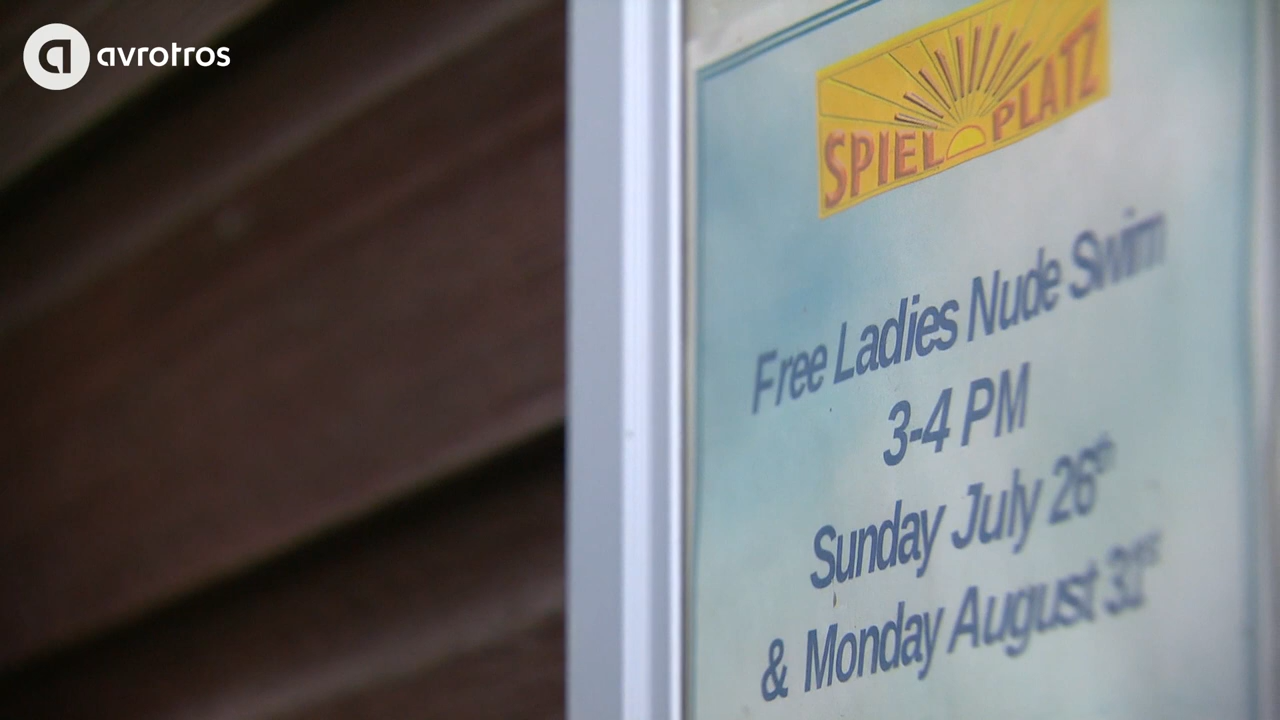 avrotros
SPIEL PLATZ
Free Ladies Nude Swim
3-4 PM
Sunday July 26th
& Monday August 31st